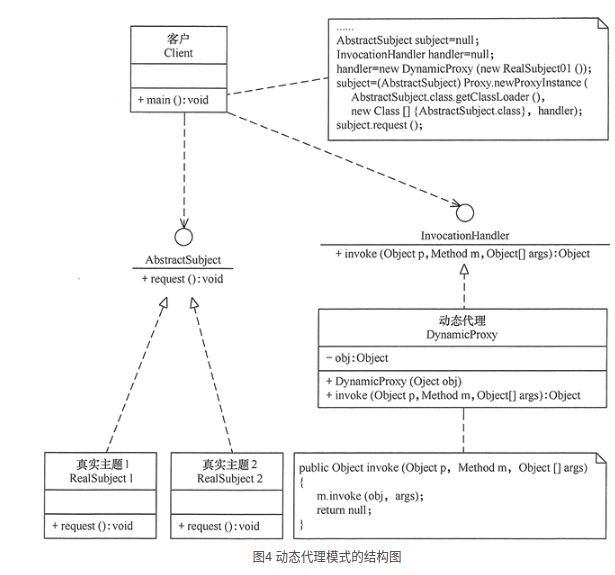 客户
Client
+ main ():void
……
AbstractSubject subject=null;
InvocationHandler handler=null;
handler=new DynamicProxy (new RealSubject01 ());
subject=(AbstractSubject) Proxy.newProxyInstance (
AbstractSubject.class.getClassLoader (),
new Class [] {AbstractSubject.class}, handler);
subject.request ();
AbstractSubject
+ request ():void
InvocationHandler
+ invoke (Object p,Method m,Object[] args):Object
动态代理
DynamicProxy
− obj:Object
+ DynamicProxy (Oject obj)
+ invoke (Object p,Method m,Object[] args):Object
真实主题1
RealSubject 1
+ request ():void
真实主题2
RealSubject 2
+ request ():void
public Object invoke (Object p, Method m, Object [] args)
{
m.invoke (obj, args);
return null;
}
图4 动态代理模式的结构图